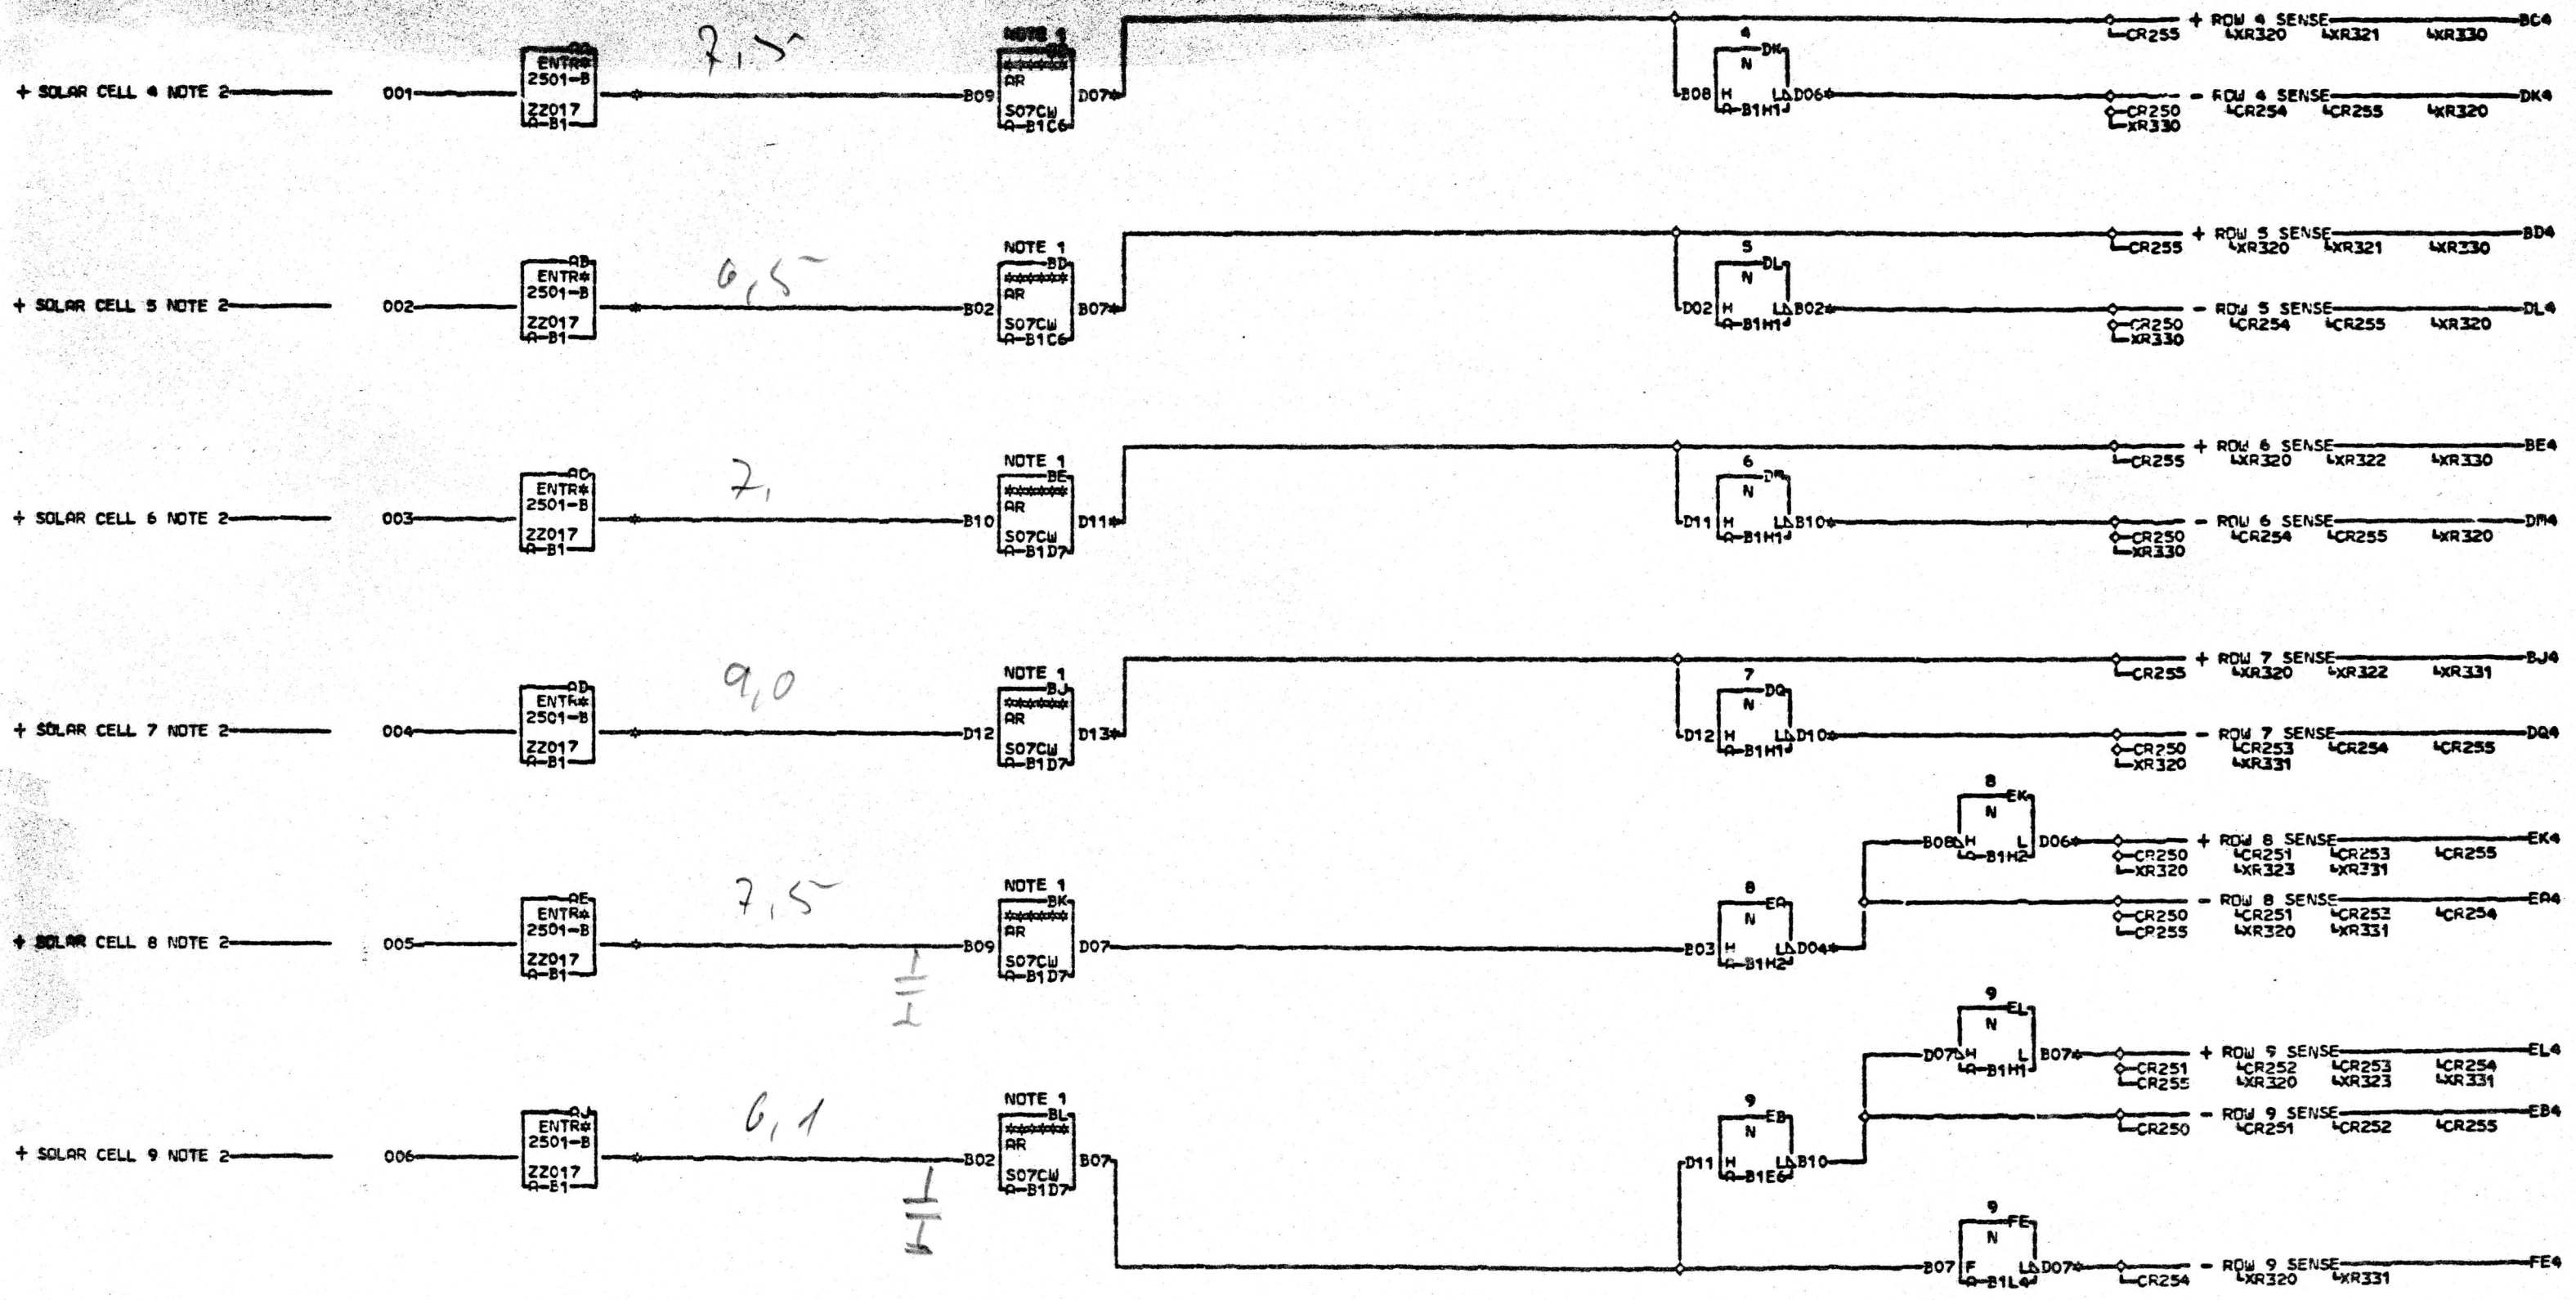 + ROW 4 SENSE BC4
CR255 XR320 XR321 XR330
7,5
ENTR*
2501-B
ZZ017
A-B1
NOTE 1
******
AR
S07CW
A-B1C6
4
DK
N
+ SOLAR CELL 4 NOTE 2 001 B09 D07* B08 H L D06* - ROW 4 SENSE DK4
A-B1H1
CR250 CR254 CR255 XR320
XR330
+ ROW 5 SENSE BD4
CR255 XR320 XR321 XR330
6,5
AB
ENTR*
2501-B
ZZ017
A-B1
NOTE 1
BD
******
AR
S07CW
A-B1C6
5
DL
N
+ SOLAR CELL 5 NOTE 2 002 B02 B07* D02 H L B02* - ROW 5 SENSE DL4
A-B1H1
CR250 CR254 CR255 XR320
XR330
+ ROW 6 SENSE BE4
CR255 XR320 XR322 XR330
7,
AC
ENTR*
2501-B
ZZ017
A-B1
NOTE 1
BE
******
AR
S07CW
A-B1D7
6
DM
N
+ SOLAR CELL 6 NOTE 2 003 B10 D11* D11 H L B10* - ROW 6 SENSE DM4
A-B1H1
CR250 CR254 CR255 XR320
XR330
+ ROW 7 SENSE BJ4
CR255 XR320 XR322 XR331
9,0
AD
ENTR*
2501-B
ZZ017
A-B1
NOTE 1
BJ
******
AR
S07CW
A-B1D7
7
DQ
N
+ SOLAR CELL 7 NOTE 2 004 D12 D13* D12 H L D10* - ROW 7 SENSE DQ4
A-B1H1
CR250 CR253 CR254 CR255
XR320 XR331
8
EK
N
B08 H L D06* + ROW 8 SENSE EK4
A-B1H2
CR250 CR251 CR253 CR255
XR320 XR323 XR331
7,5
AE
ENTR*
2501-B
ZZ017
A-B1
NOTE 1
BK
******
AR
S07CW
A-B1D7
8
EA
N
- ROW 8 SENSE EA4
CR250 CR251 CR253 CR254
CR255 XR320 XR331
+ SOLAR CELL 8 NOTE 2 005 B09 D07 B03 H L D04*
A-B1H2
9
EL
N
D07 H L B07* + ROW 9 SENSE EL4
A-B1H1
CR251 CR252 CR253 CR254
CR255 XR320 XR323 XR331
6,1
AJ
ENTR*
2501-B
ZZ017
A-B1
NOTE 1
BL
******
AR
S07CW
A-B1D7
9
EB
N
- ROW 9 SENSE EB4
CR250 CR251 CR252 CR255
+ SOLAR CELL 9 NOTE 2 006 B02 B07 D11 H L B10
A-B1E6
9
FE
N
B07 F L D07* - ROW 9 SENSE FE4
A-B1L4
CR254 XR320 XR331